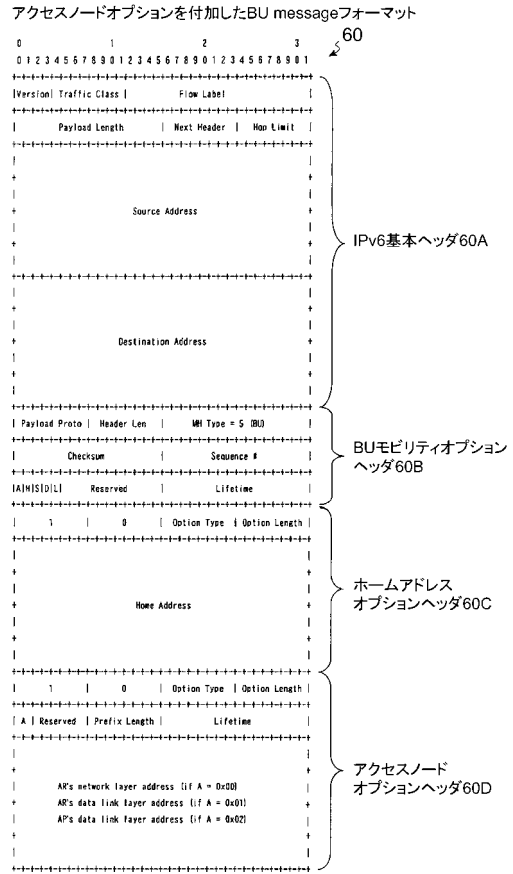 アクセスノードオプションを付加したBU messageフォーマット
60
0 1 2 3
0 1 2 3 4 5 6 7 8 9 0 1 2 3 4 5 6 7 8 9 0 1 2 3 4 5 6 7 8 9 0 1
|Version| Traffic Class | Flow Label |
| Payload Length | Next Header | Hop Limit |
Source Address
IPv6基本ヘッダ60A
Destination Address
| Payload Proto | Header Len | MH Type = 5 (BU)
| Checksum | Sequence # |
|A|H|S|D|L| Reserved | Lifetime |
BUモビリティオプション
ヘッダ60B
| 1 | 0 | Option Type | Option Length |
Home Address
ホームアドレス
オプションヘッダ60C
| 1 | 0 | Option Type | Option Length |
| A | Reserved | Prefix Length | Lifetime |
AR's network layer address (if A = 0x00)
AR's data link layer address (if A = 0x01)
AP's data link layer address (if A = 0x02)
アクセスノード
オプションヘッダ60D